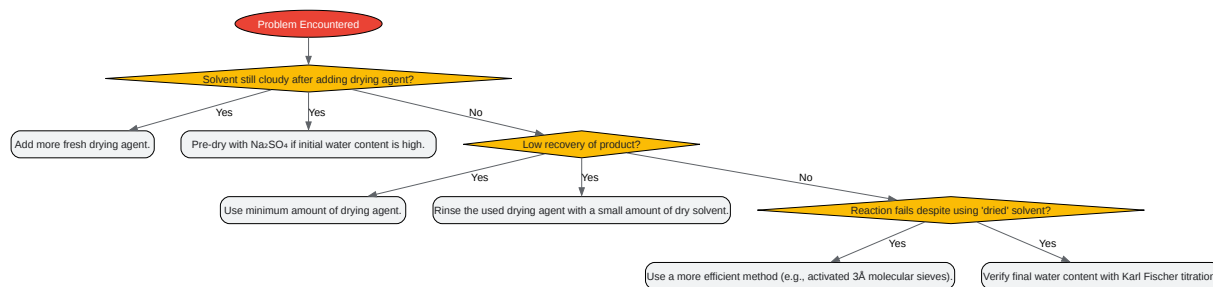 Problem Encountered
Solvent still cloudy after adding drying agent?
Yes
Yes
No
Add more fresh drying agent.
Pre-dry with Na₂SO₄ if initial water content is high.
Low recovery of product?
Yes
Yes
No
Use minimum amount of drying agent.
Rinse the used drying agent with a small amount of dry solvent.
Reaction fails despite using 'dried' solvent?
Yes
Yes
Use a more efficient method (e.g., activated 3Å molecular sieves).
Verify final water content with Karl Fischer titration